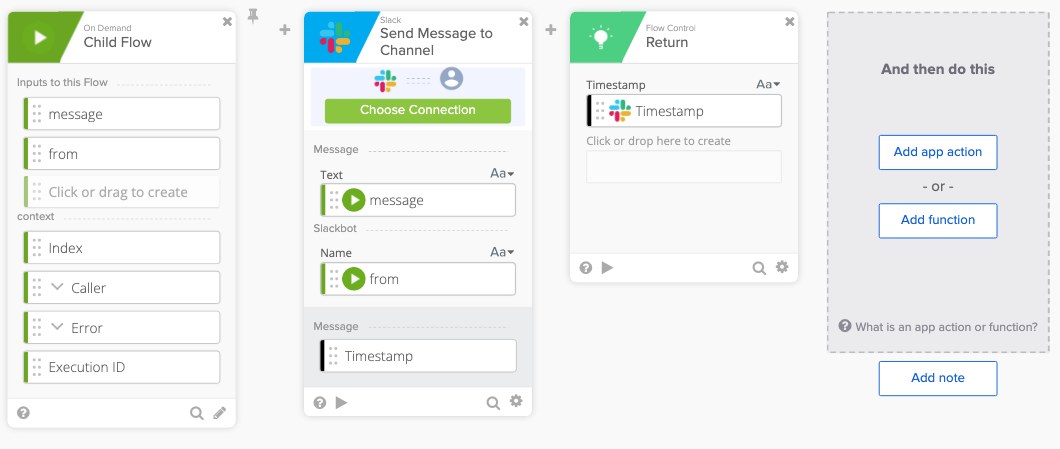 On Demand
Child Flow
Inputs to this Flow
message
from
Click or drag to create
context
Index
Caller
Error
Execution ID
Slack
Send Message to
Channel
Choose Connection
Message
Text
Aa
message
Slackbot
Name
Aa
from
Message
Timestamp
Flow Control
Return
Timestamp
Aa
Timestamp
Click or drop here to create
And then do this
Add app action
- or -
Add function
What is an app action or function?
Add note